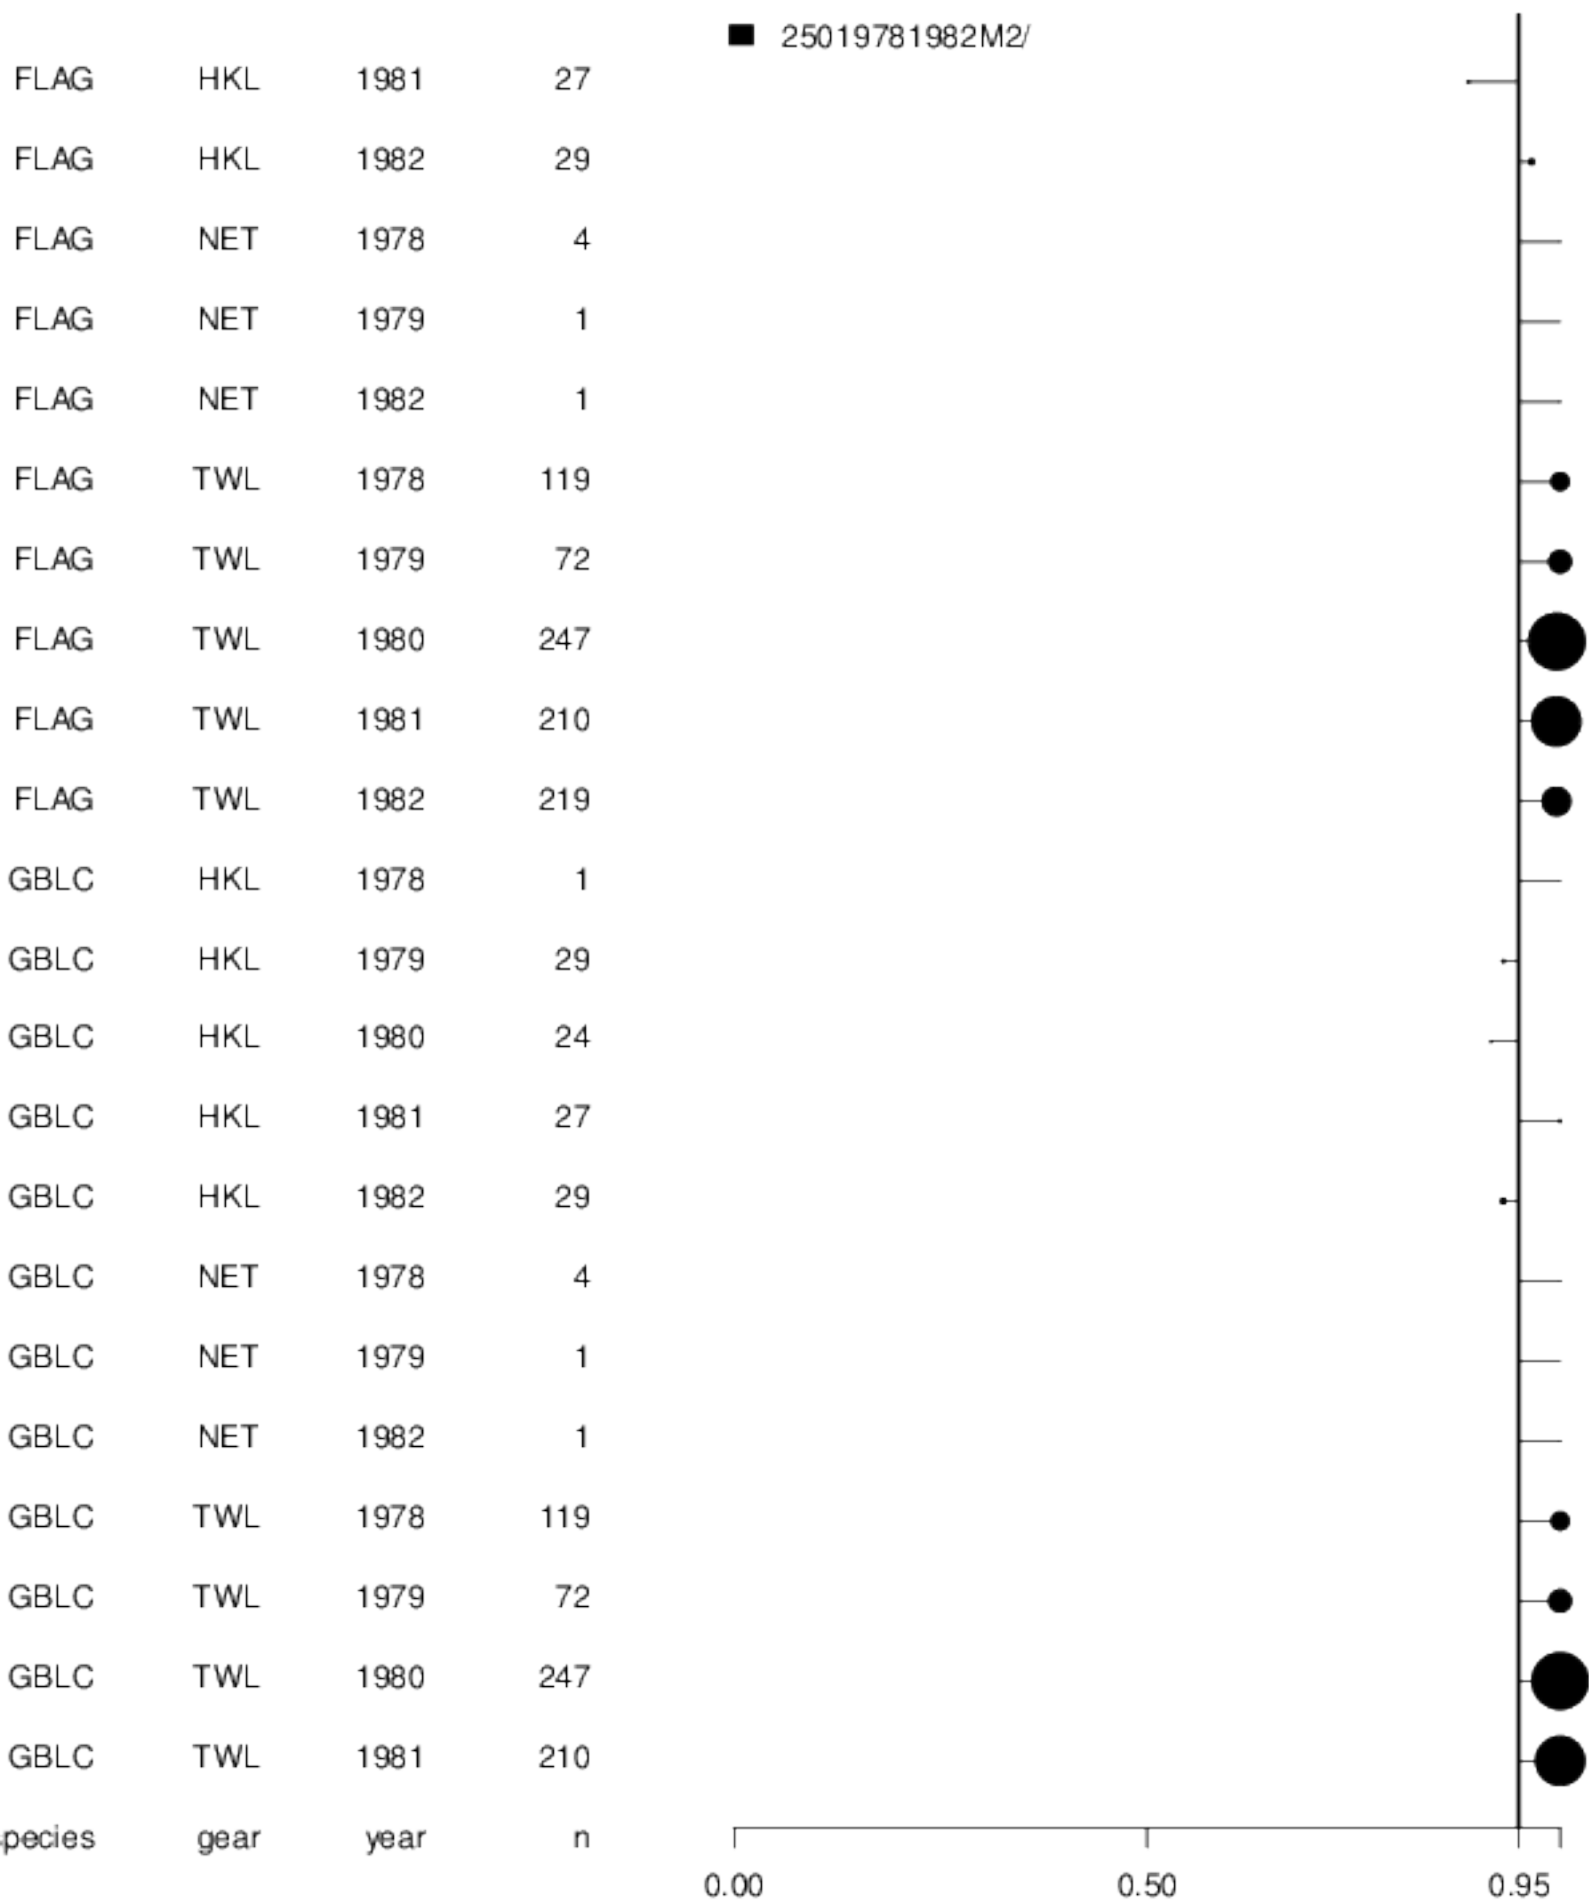 25019781982M2/
FLAG HKL 1981 27
FLAG HKL 1982 29
FLAG NET 1978 4
FLAG NET 1979 1
FLAG NET 1982 1
FLAG TWL 1978 119
FLAG TWL 1979 72
FLAG TWL 1980 247
FLAG TWL 1981 210
FLAG TWL 1982 219
GBLC HKL 1978 1
GBLC HKL 1979 29
GBLC HKL 1980 24
GBLC HKL 1981 27
GBLC HKL 1982 29
GBLC NET 1978 4
GBLC NET 1979 1
GBLC NET 1982 1
GBLC TWL 1978 119
GBLC TWL 1979 72
GBLC TWL 1980 247
GBLC TWL 1981 210
pecies gear year n
0.00 0.50 0.95